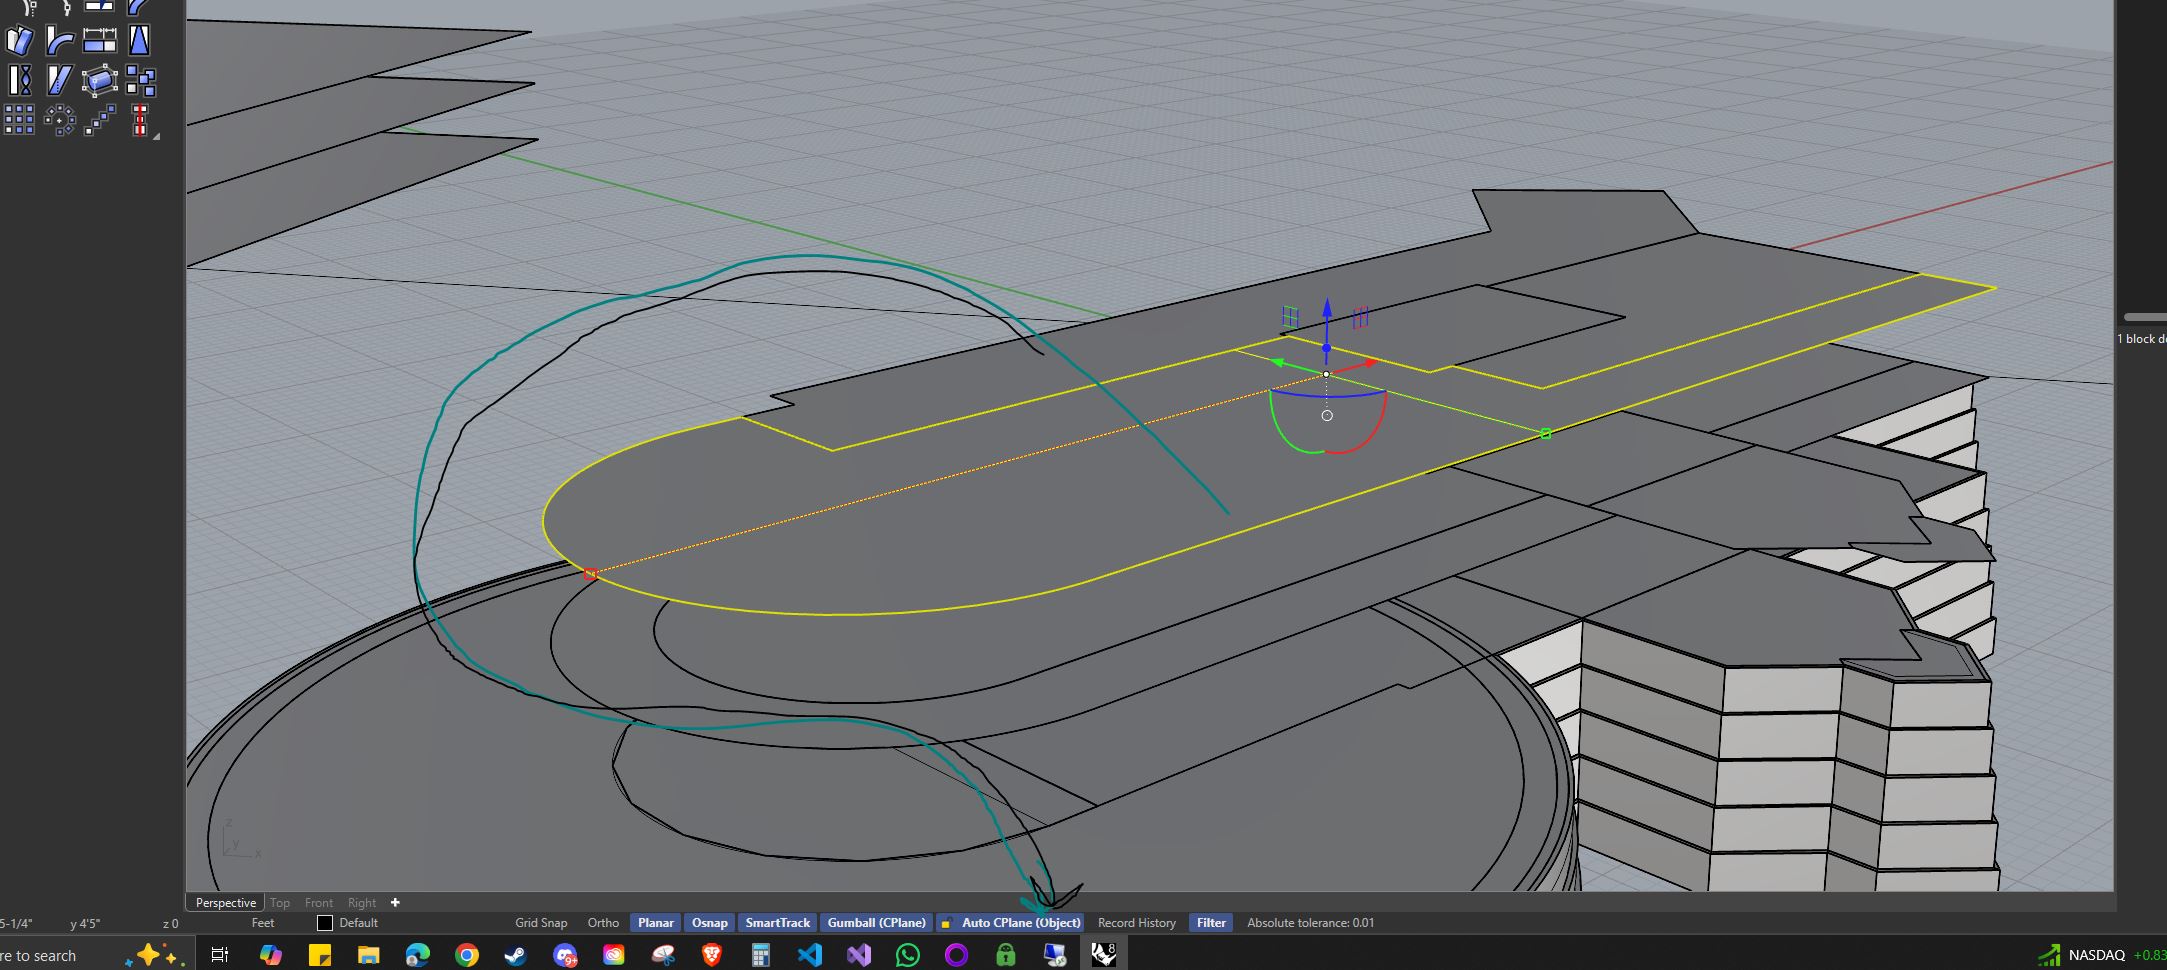 1 block de
z
y
x
Perspective Top Front Right
5-1/4" y 4'5" z 0 Feet Default Grid Snap Ortho Planar Osnap SmartTrack Gumball (CPlane) Auto CPlane (Object) Record History Filter Absolute tolerance: 0.01
re to search 9+ 8 NASDAQ +0.83